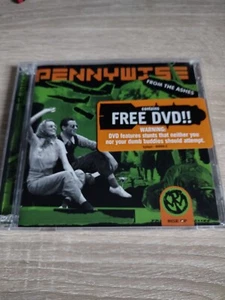 PENNYWISE
FROM THE ASHES
contains
FREE DVD!!
WARNING:
DVD features stunts that neither you
nor your dumb buddies should attempt.